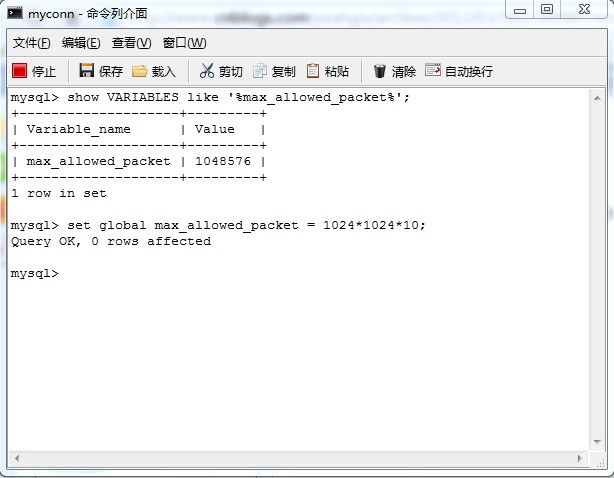 myconn - 命令列介面
文件(F) 编辑(E) 查看(V) 窗口(W)
停止 保存 载入 剪切 复制 粘贴 清除 自动换行
mysql> show VARIABLES like '%max_allowed_packet%';
+--------------------+---------+
| Variable_name      | Value   |
+--------------------+---------+
| max_allowed_packet | 1048576 |
+--------------------+---------+
1 row in set
mysql> set global max_allowed_packet = 1024*1024*10;
Query OK, 0 rows affected
mysql>